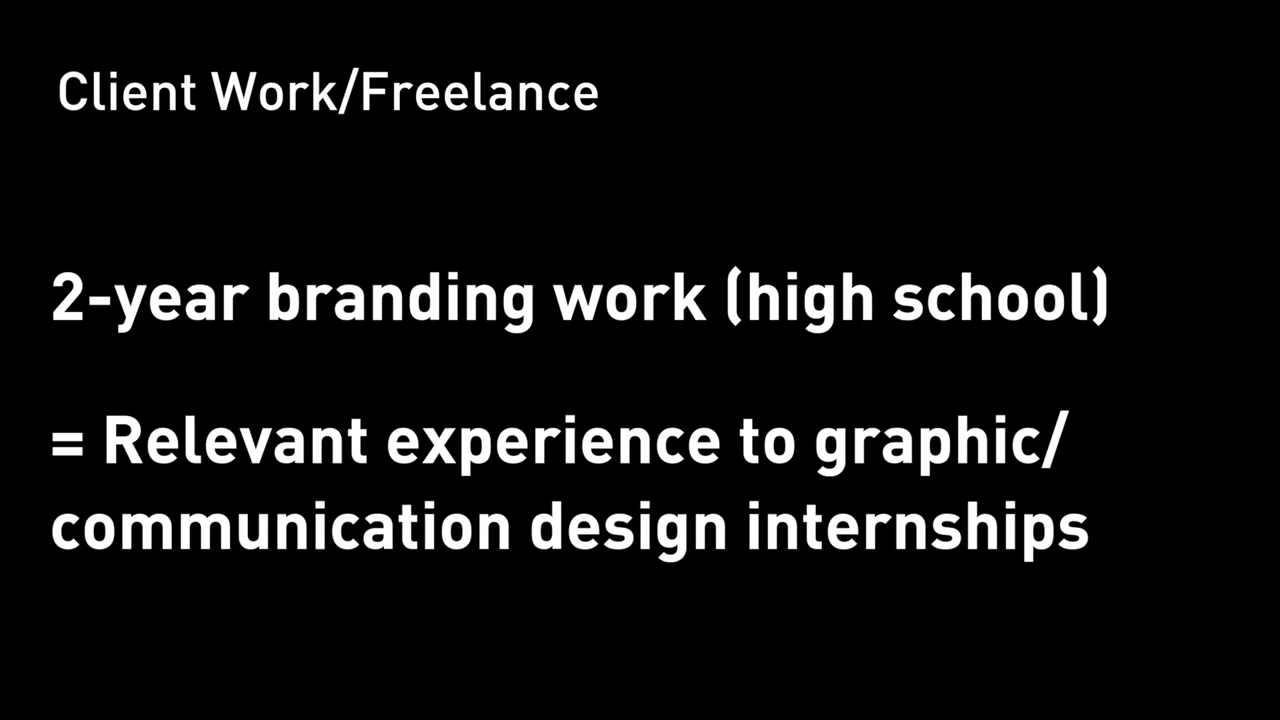 Client Work/Freelance
2-year branding work (high school)
= Relevant experience to graphic/
communication design internships